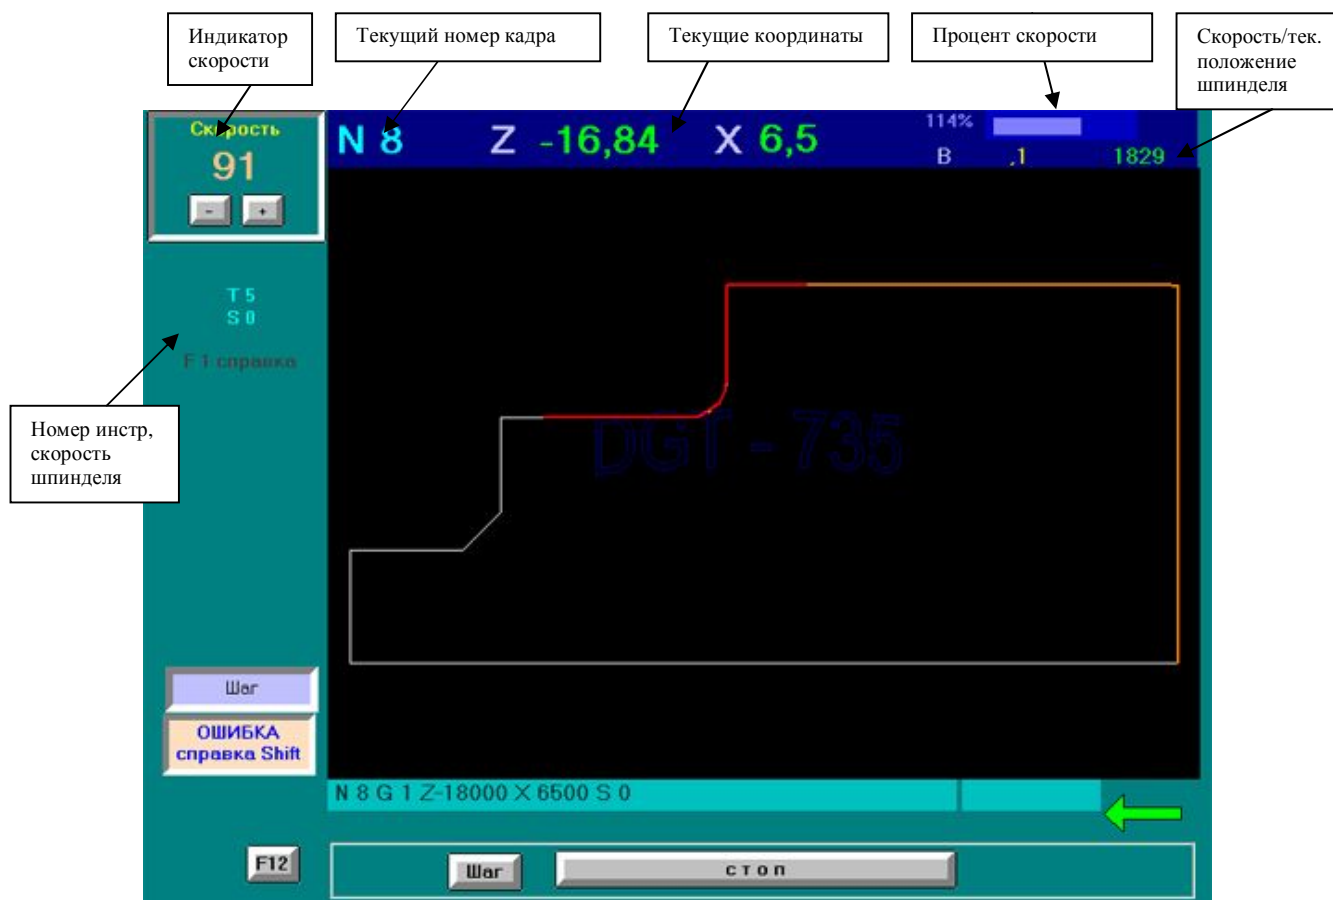 Индикатор
скорости
Текущий номер кадра
Текущие координаты
Процент скорости
Скорость/тек.
положение
шпинделя
Скорость
91
-
+
N 8
Z -16,84
X 6,5
114%
B
,1
1829
T 5
S 0
F 1 справка
Номер инстр,
скорость
шпинделя
DGT - 735
Шаг
ОШИБКА
справка Shift
N 8 G 1 Z-18000 X 6500 S 0
F12
Шаг
стоп